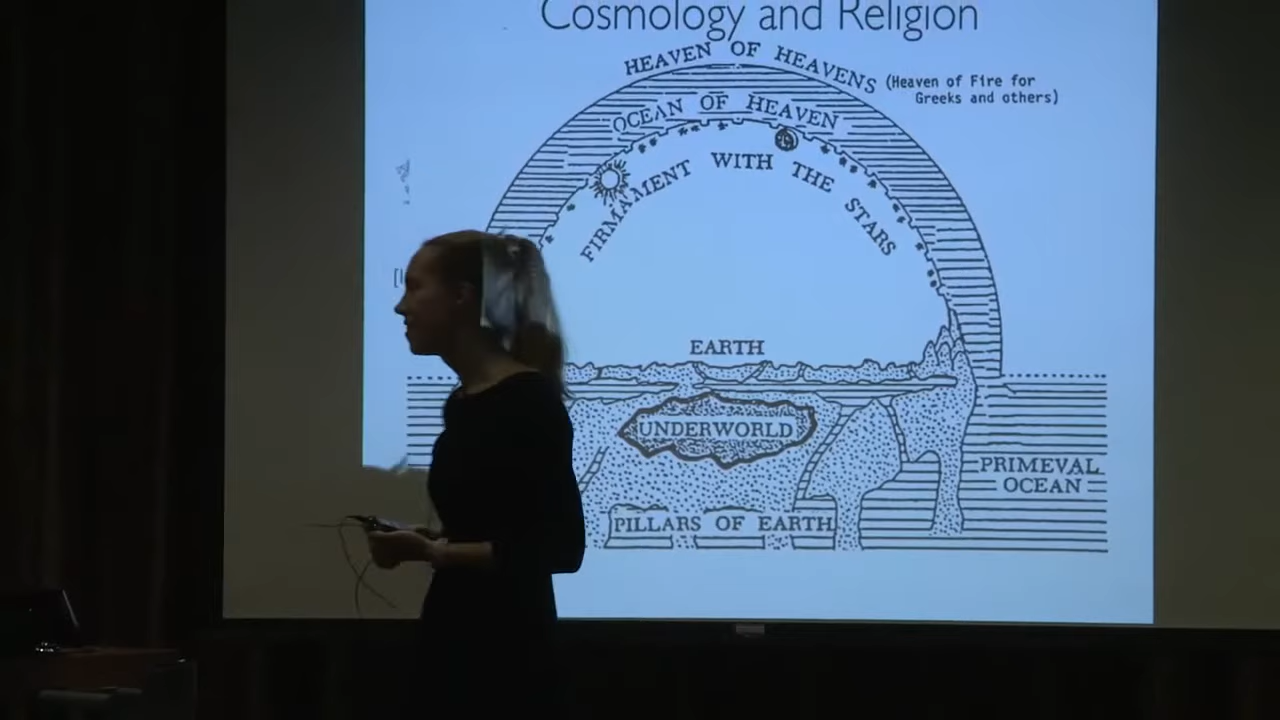 Cosmology and Religion
HEAVEN OF HEAVENS
(Heaven of Fire for
Greeks and others)
OCEAN OF HEAVEN
FIRMAMENT WITH THE STARS
EARTH
UNDERWORLD
PRIMEVAL
OCEAN
PILLARS OF EARTH